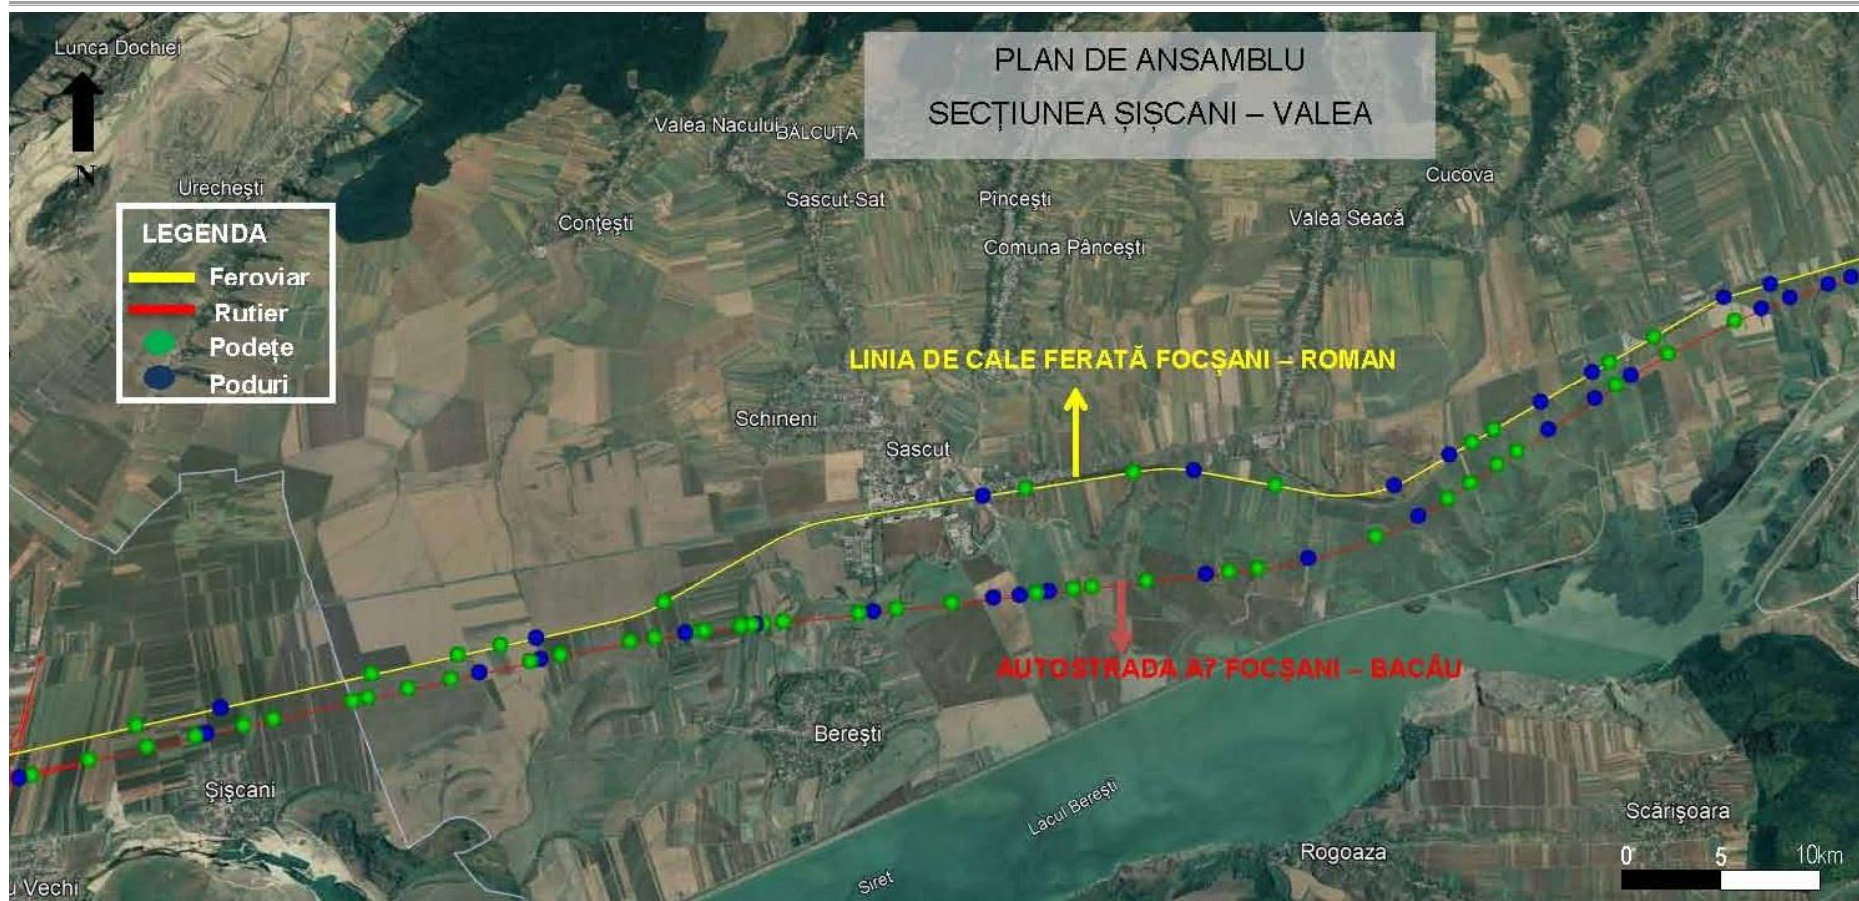 PLAN DE ANSAMBLU
SECȚIUNEA ȘIȘCANI – VALEA
Lunca Dochiei
N
Urechești
Valea Nacului
BĂLCUȚA
Sascut-Sat
Conțești
Pîncești
Comuna Pâncești
Valea Seacă
Cucova
LEGENDA
Feroviar
Rutier
Podețe
Poduri
LINIA DE CALE FERATĂ FOCȘANI – ROMAN
Schineni
Sascut
AUTOSTRADA A7 FOCȘANI – BACĂU
Berești
Șișcani
Lacul Berești
Scărișoara
Rogoaza
u Vechi
Siret
0 5 10km